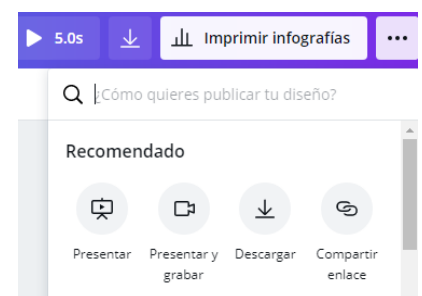 5.0s
Imprimir infografías
¿Cómo quieres publicar tu diseño?
Recomendado
Presentar
Presentar y
grabar
Descargar
Compartir
enlace